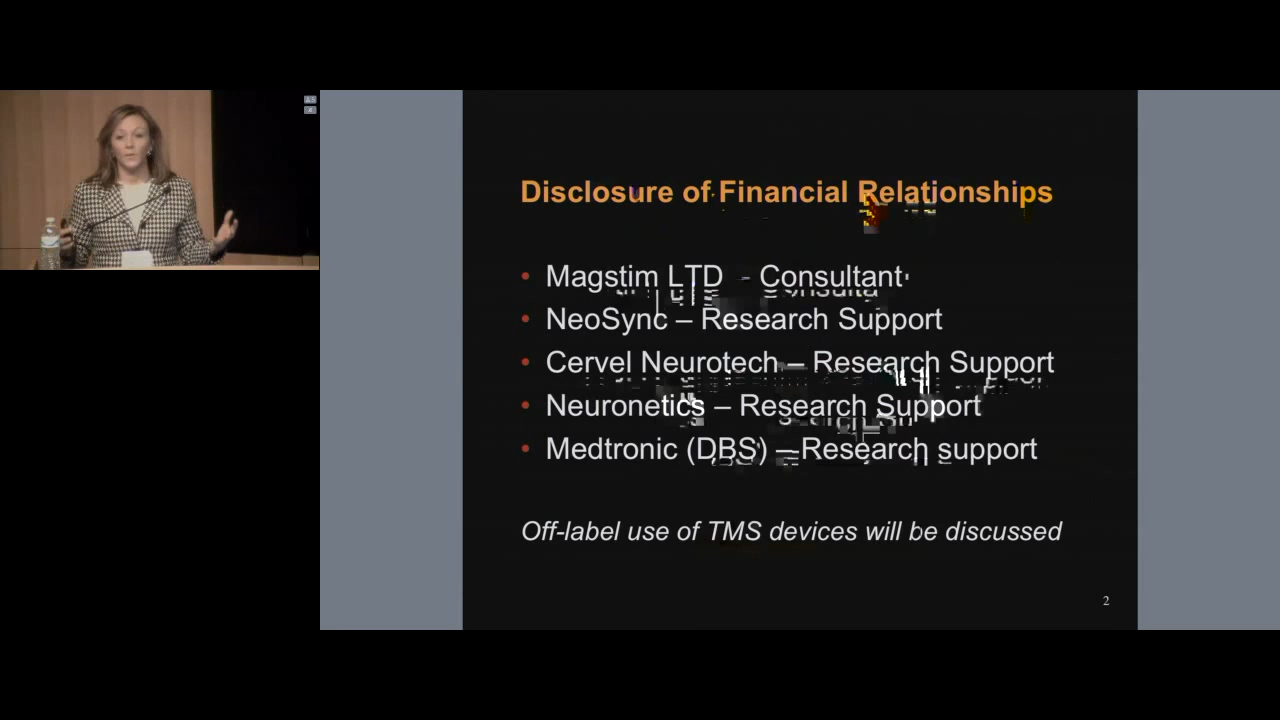 Disclosure of Financial Relationships
• Magstim LTD - Consultant
• NeoSync – Research Support
• Cervel Neurotech – Research Support
• Neuronetics – Research Support
• Medtronic (DBS) – Research support
Off-label use of TMS devices will be discussed
2